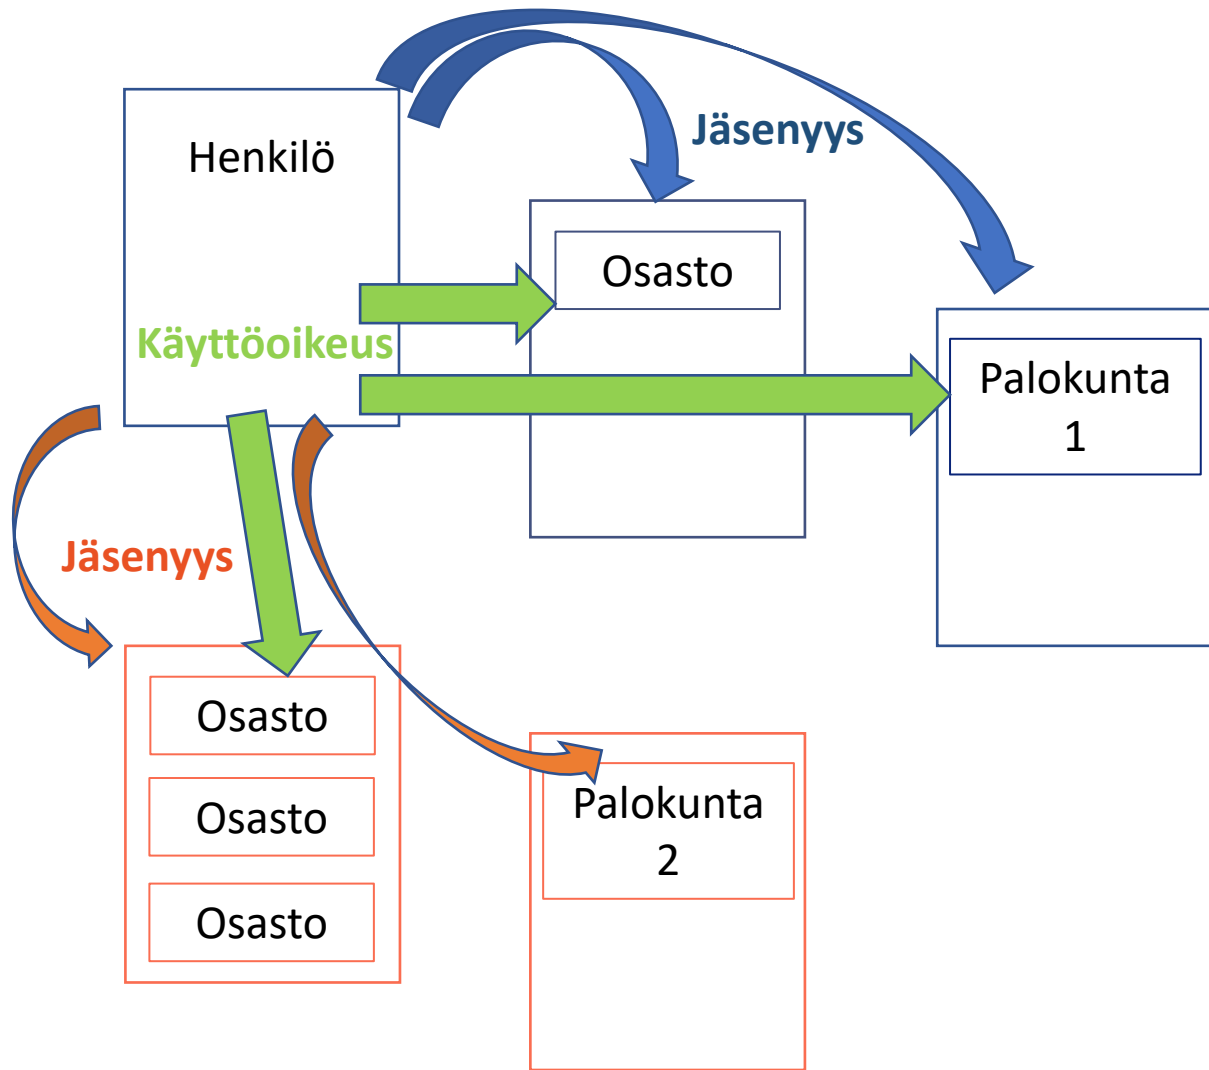 Henkilö
Jäsenyys
Osasto
Käyttöoikeus
Palokunta
1
Jäsenyys
Osasto
Osasto
Osasto
Palokunta
2